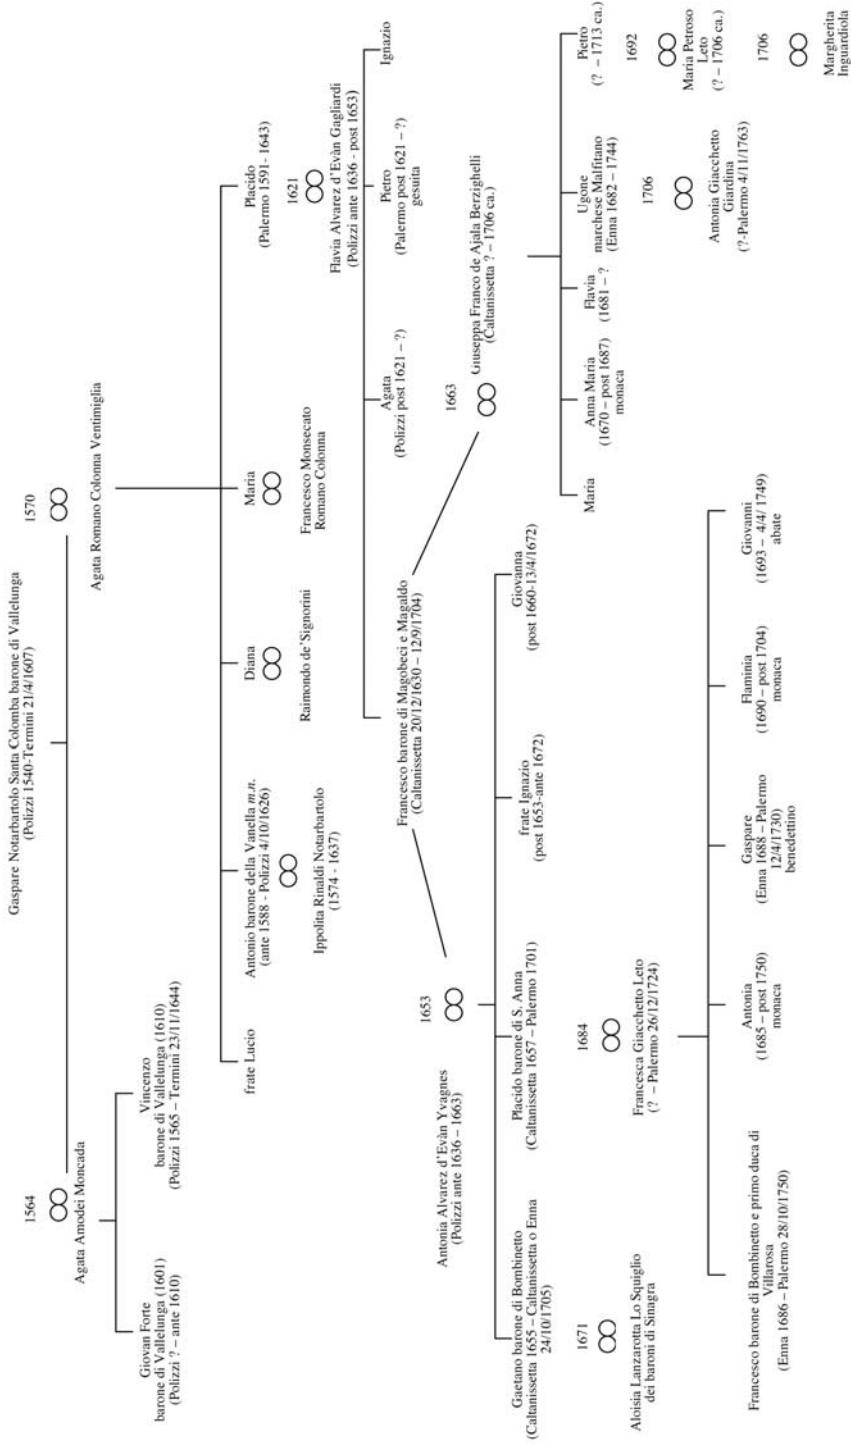 Gaspare Notarbartolo Santa Colomba barone di Vallelunga
(Polizzi 1540-Termini 21/4/1607)
1564
Agata Amodei Moncada
1570
Agata Romano Colonna Ventimiglia
Giovan Forte
barone di Vallelunga (1601)
(Polizzi ? – ante 1610)
Vincenzo
barone di Vallelunga (1610)
(Polizzi 1565 – Termini 23/11/1644)
frate Lucio
Antonio barone della Vanella m.n.
(ante 1588 - Polizzi 4/10/1626)
Ippolita Rinaldi Notarbartolo
(1574 - 1637)
Diana
Raimondo de'Signorini
Maria
Francesco Monsecato
Romano Colonna
Placido
(Palermo 1591- 1643)
1621
Flavia Alvarez d'Evàn Gagliardi
(Polizzi ante 1636 - post 1653)
Francesco barone di Magobeci e Magaldo
(Caltanissetta 20/12/1630 – 12/9/1704)
Agata
(Polizzi post 1621 – ?)
Pietro
(Palermo post 1621 – ?)
gesuita
Ignazio
1653
Antonia Alvarez d'Evàn Yvagnes
(Polizzi ante 1636 – 1663)
1663
Giuseppa Franco de Ajala Berzighelli
(Caltanissetta ? – 1706 ca.)
Gaetano barone di Bombinetto
(Caltanissetta 1655 – Caltanissetta o Enna
24/10/1705)
1671
Aloisia Lanzarotta Lo Squiglio
dei baroni di Sinagra
Placido barone di S. Anna
(Caltanissetta 1657 – Palermo 1701)
1684
Francesca Giacchetto Leto
(? – Palermo 26/12/1724)
frate Ignazio
(post 1653-ante 1672)
Giovanna
(post 1660-13/4/1672)
Maria
Anna Maria
(1670 – post 1687)
monaca
Flavia
(1681 – ?
Ugone
marchese Malfitano
(Enna 1682 – 1744)
1706
Antonia Giacchetto
Giardina
(?-Palermo 4/11/1763)
Pietro
(? – 1713 ca.)
1692
Maria Petroso
Leto
(? – 1706 ca.)
1706
Margherita
Inguardiola
Francesco barone di Bombinetto e primo duca di
Villarosa
(Enna 1686 – Palermo 28/10/1750)
Antonia
(1685 – post 1750)
monaca
Gaspare
(Enna 1688 – Palermo
12/4/1730)
benedettino
Flaminia
(1690 – post 1704)
monaca
Giovanni
(1693 – 4/4/ 1749)
abate